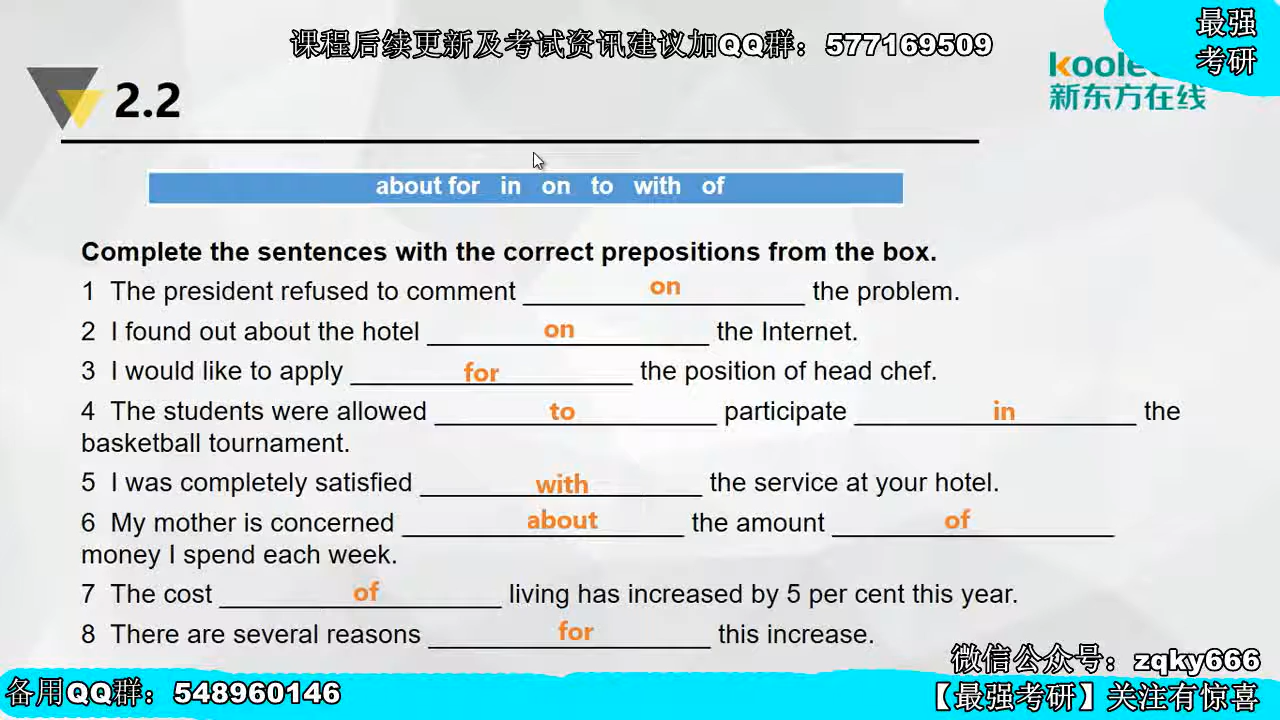 课程后续更新及考试资讯建议加QQ群：577169509
最强
考研
koole
新东方在线
2.2
about for in on to with of
Complete the sentences with the correct prepositions from the box.
1 The president refused to comment on the problem.
2 I found out about the hotel on the Internet.
3 I would like to apply for the position of head chef.
4 The students were allowed to participate in the
basketball tournament.
5 I was completely satisfied with the service at your hotel.
6 My mother is concerned about the amount of
money I spend each week.
7 The cost of living has increased by 5 per cent this year.
8 There are several reasons for this increase.
微信公众号：zqky666
备用QQ群：548960146
【最强考研】关注有惊喜